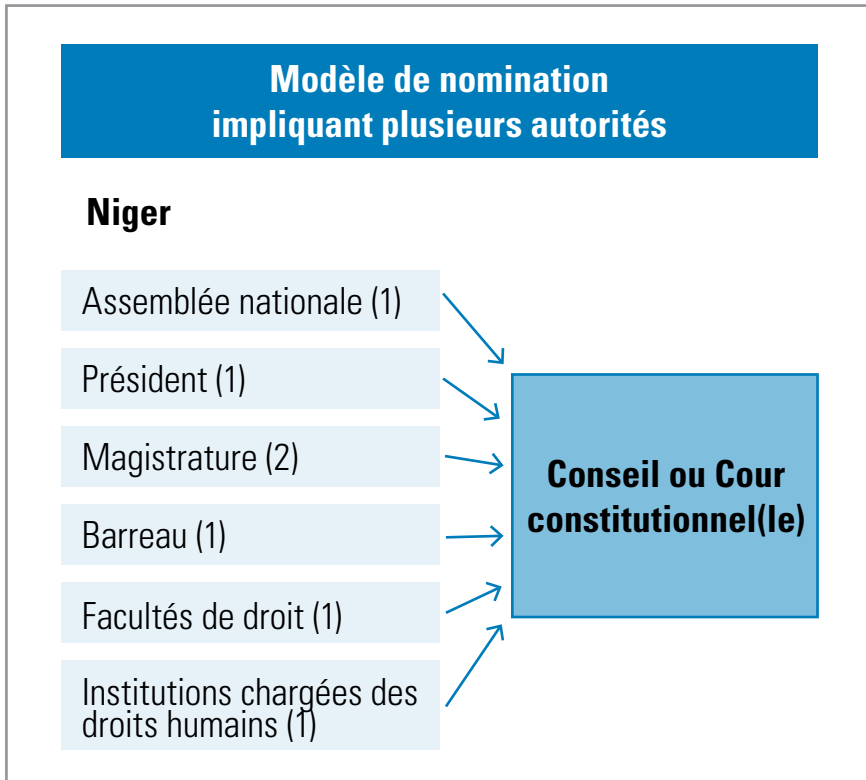 Modèle de nomination
impliquant plusieurs autorités
Niger
Assemblée nationale (1)
Président (1)
Magistrature (2)
Barreau (1)
Facultés de droit (1)
Institutions chargées des
droits humains (1)
Conseil ou Cour
constitutionnel(le)